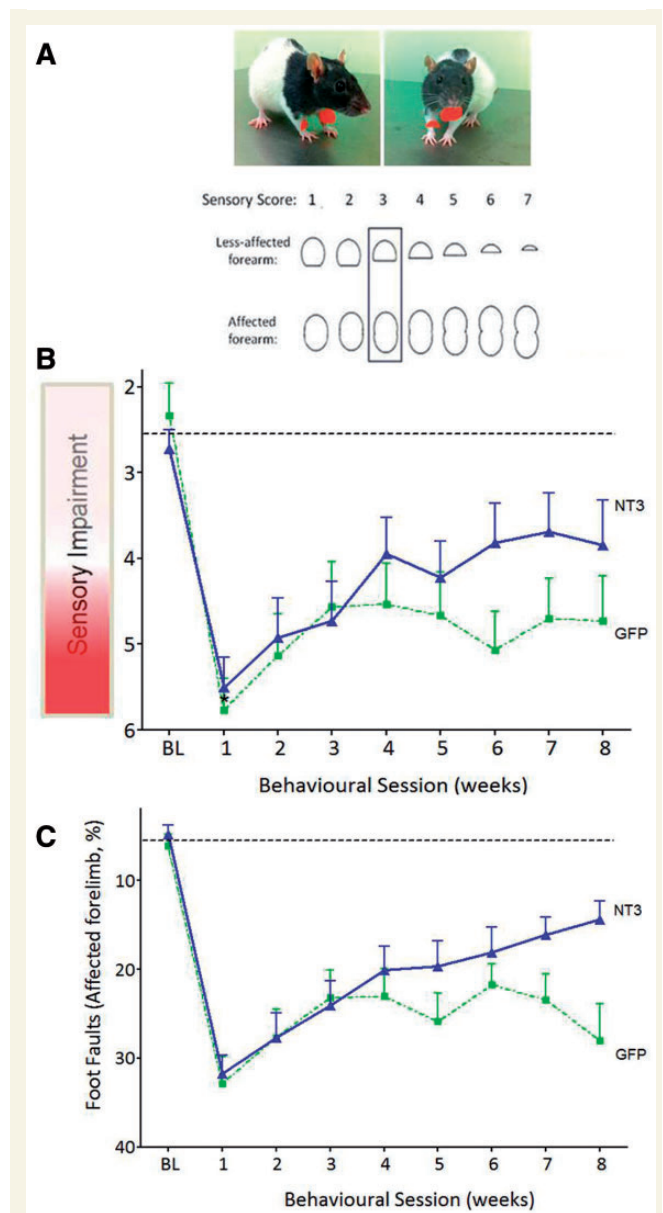 A
Sensory Score: 1 2 3 4 5 6 7
Less-affected
forearm:
Affected
forearm:
B
Sensory Impairment
2
3
4
5
6
NT3
GFP
*
BL 1 2 3 4 5 6 7 8
Behavioural Session (weeks)
C
Foot Faults (Affected forelimb, %)
10
20
30
40
NT3
GFP
BL 1 2 3 4 5 6 7 8
Behavioural Session (weeks)